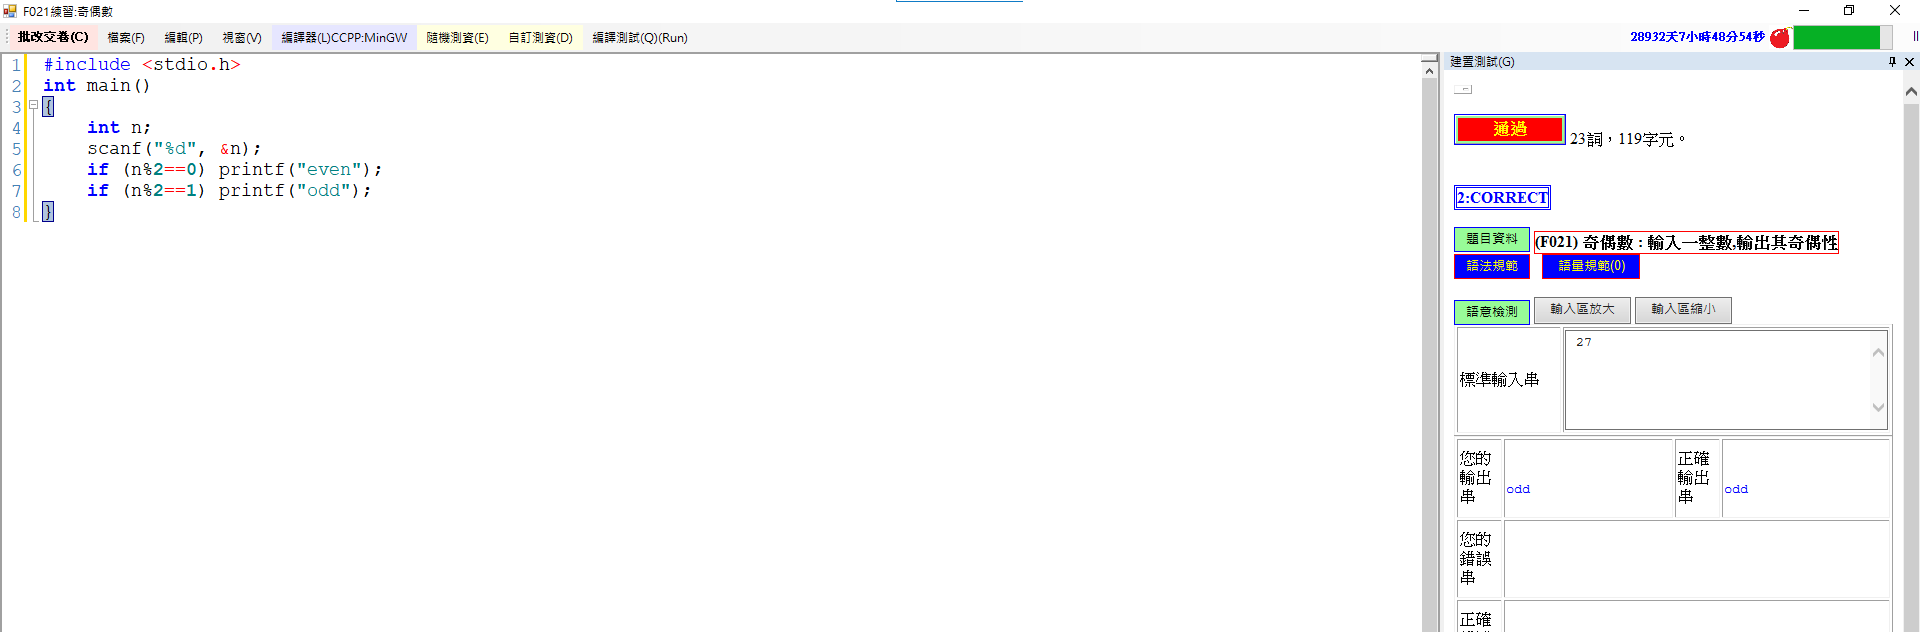 F021練習:奇偶數
批改交卷(C) 檔案(F) 編輯(P) 視窗(V) 編譯器(L)CCPP:MinGW 隨機測資(E) 自訂測資(D) 編譯測試(Q)(Run) 28932天7小時48分54秒
1 #include <stdio.h>
2 int main()
3 {
4     int n;
5     scanf("%d", &n);
6     if (n%2==0) printf("even");
7     if (n%2==1) printf("odd");
8 }
建置測試(G)
通過 23詞，119字元。
2:CORRECT
題目資料 (F021) 奇偶數 : 輸入一整數,輸出其奇偶性
語法規範 語量規範(0)
語意檢測 輸入區放大 輸入區縮小
標準輸入串 27
您的輸出串 odd 正確輸出串 odd
您的錯誤串
正確